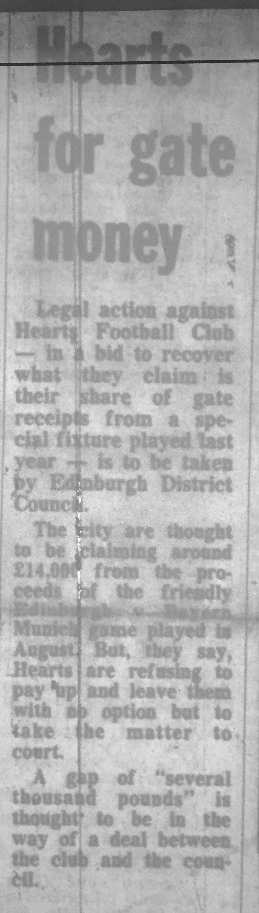 Hearts
for gate
money
Legal action against
Hearts Football Club
— in a bid to recover
what they claim is
their share of gate
receipts from a spe-
cial fixture played last
year — is to be taken
by Edinburgh District
Council.
The city are thought
to be claiming around
£14,000 from the pro-
ceeds of the friendly
Edinburgh v. Bayern
Munich game played in
August. But, they say,
Hearts are refusing to
pay up and leave them
with no option but to
take the matter to
court.
A gap of "several
thousand pounds" is
thought to be in the
way of a deal between
the club and the coun-
cil.